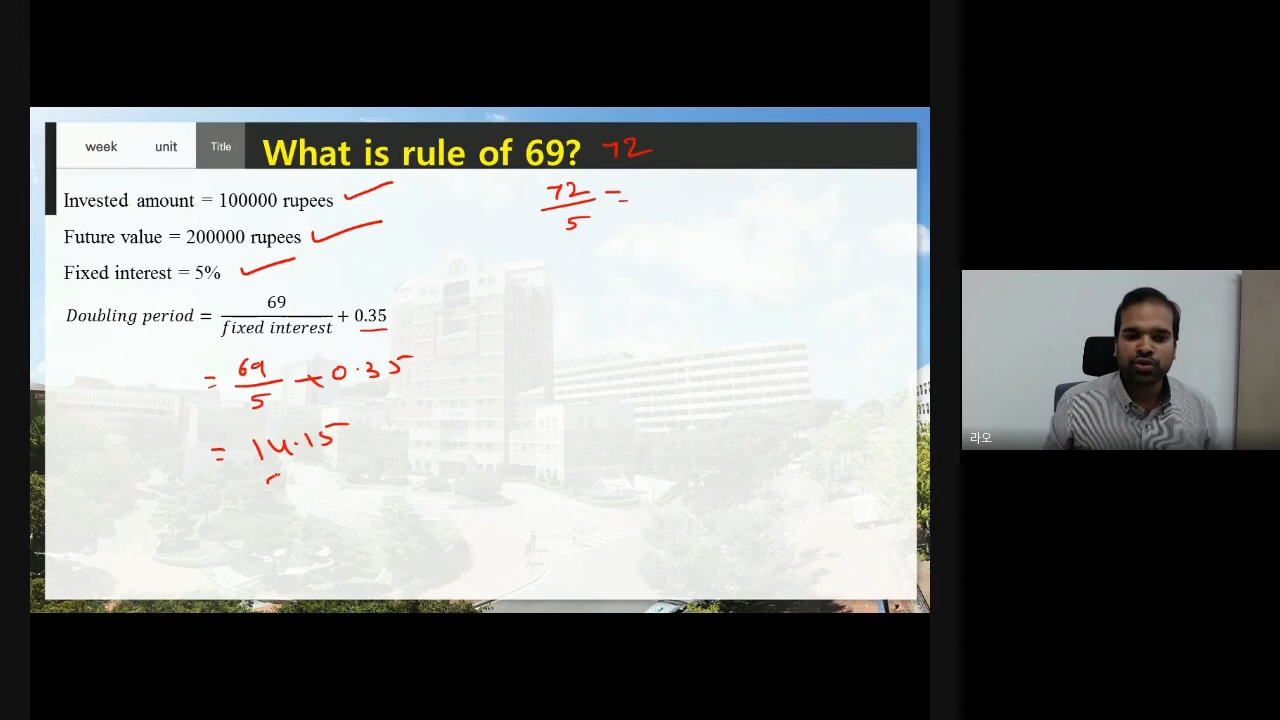 week unit Title What is rule of 69? 72
Invested amount = 100000 rupees
Future value = 200000 rupees
Fixed interest = 5%
Doubling period = 69 / fixed interest + 0.35
= 69 / 5 + 0.35
= 14.15
72 / 5 =
라오